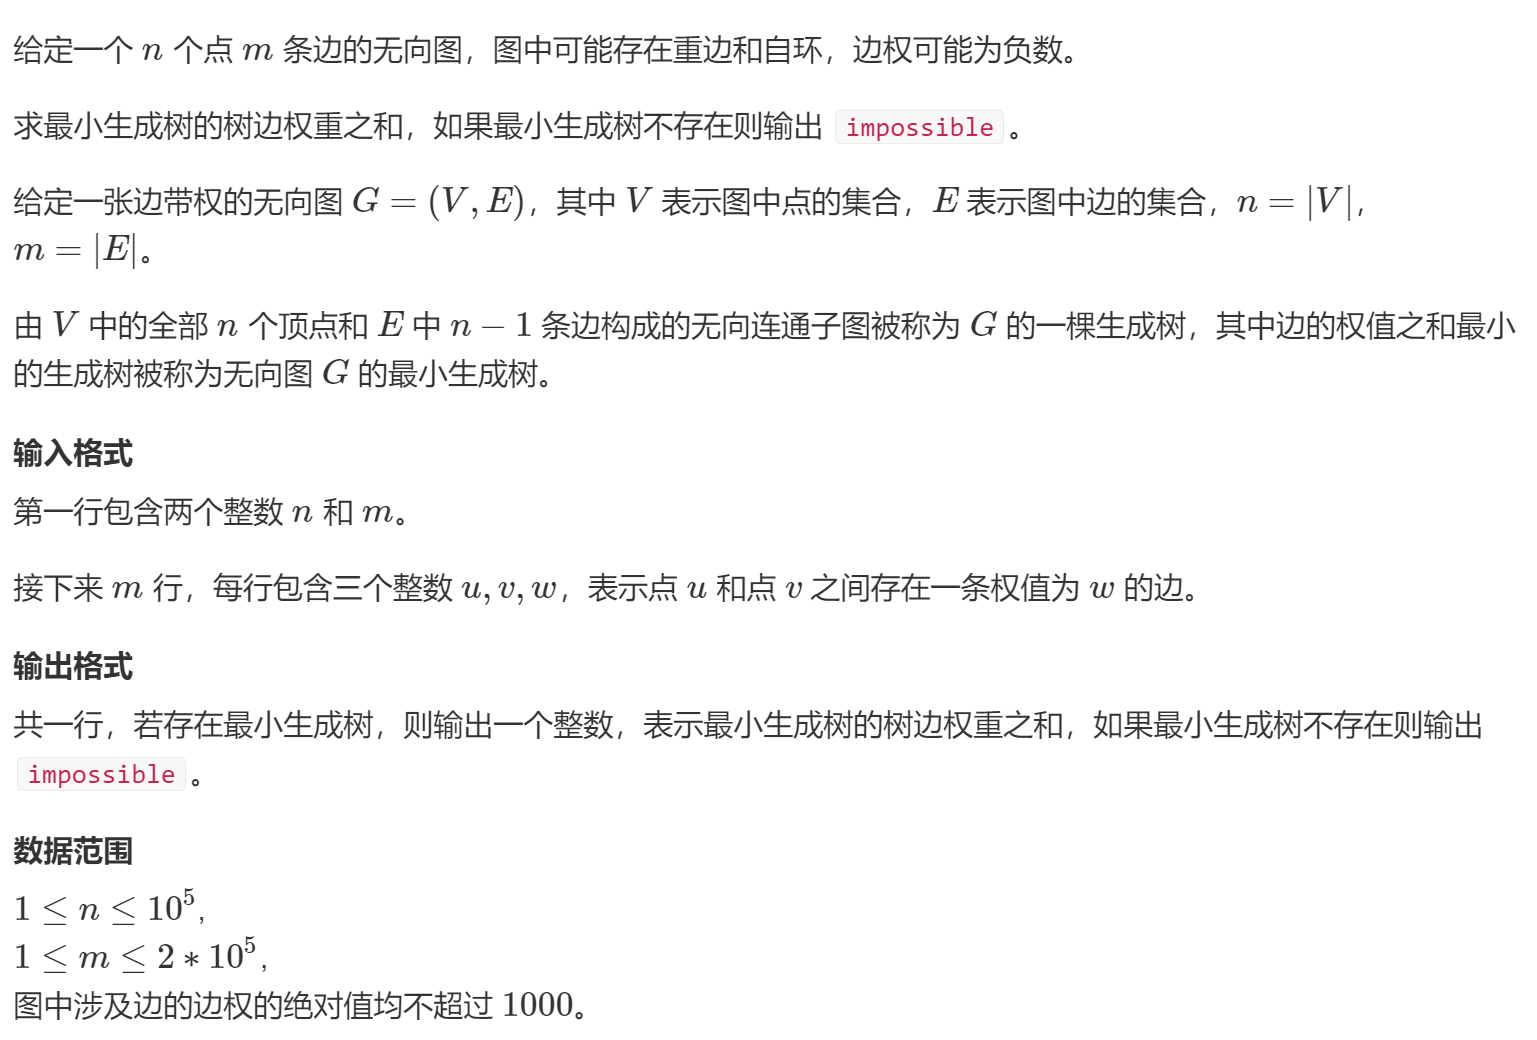 给定一个 n 个点 m 条边的无向图，图中可能存在重边和自环，边权可能为负数。
求最小生成树的树边权重之和，如果最小生成树不存在则输出 impossible 。
给定一张边带权的无向图 G = (V, E)，其中 V 表示图中点的集合，E 表示图中边的集合，n = |V|，
m = |E|。
由 V 中的全部 n 个顶点和 E 中 n − 1 条边构成的无向连通子图被称为 G 的一棵生成树，其中边的权值之和最小
的生成树被称为无向图 G 的最小生成树。
输入格式
第一行包含两个整数 n 和 m。
接下来 m 行，每行包含三个整数 u, v, w，表示点 u 和点 v 之间存在一条权值为 w 的边。
输出格式
共一行，若存在最小生成树，则输出一个整数，表示最小生成树的树边权重之和，如果最小生成树不存在则输出
impossible 。
数据范围
1 ≤ n ≤ 10⁵,
1 ≤ m ≤ 2 ∗ 10⁵,
图中涉及边的边权的绝对值均不超过 1000。